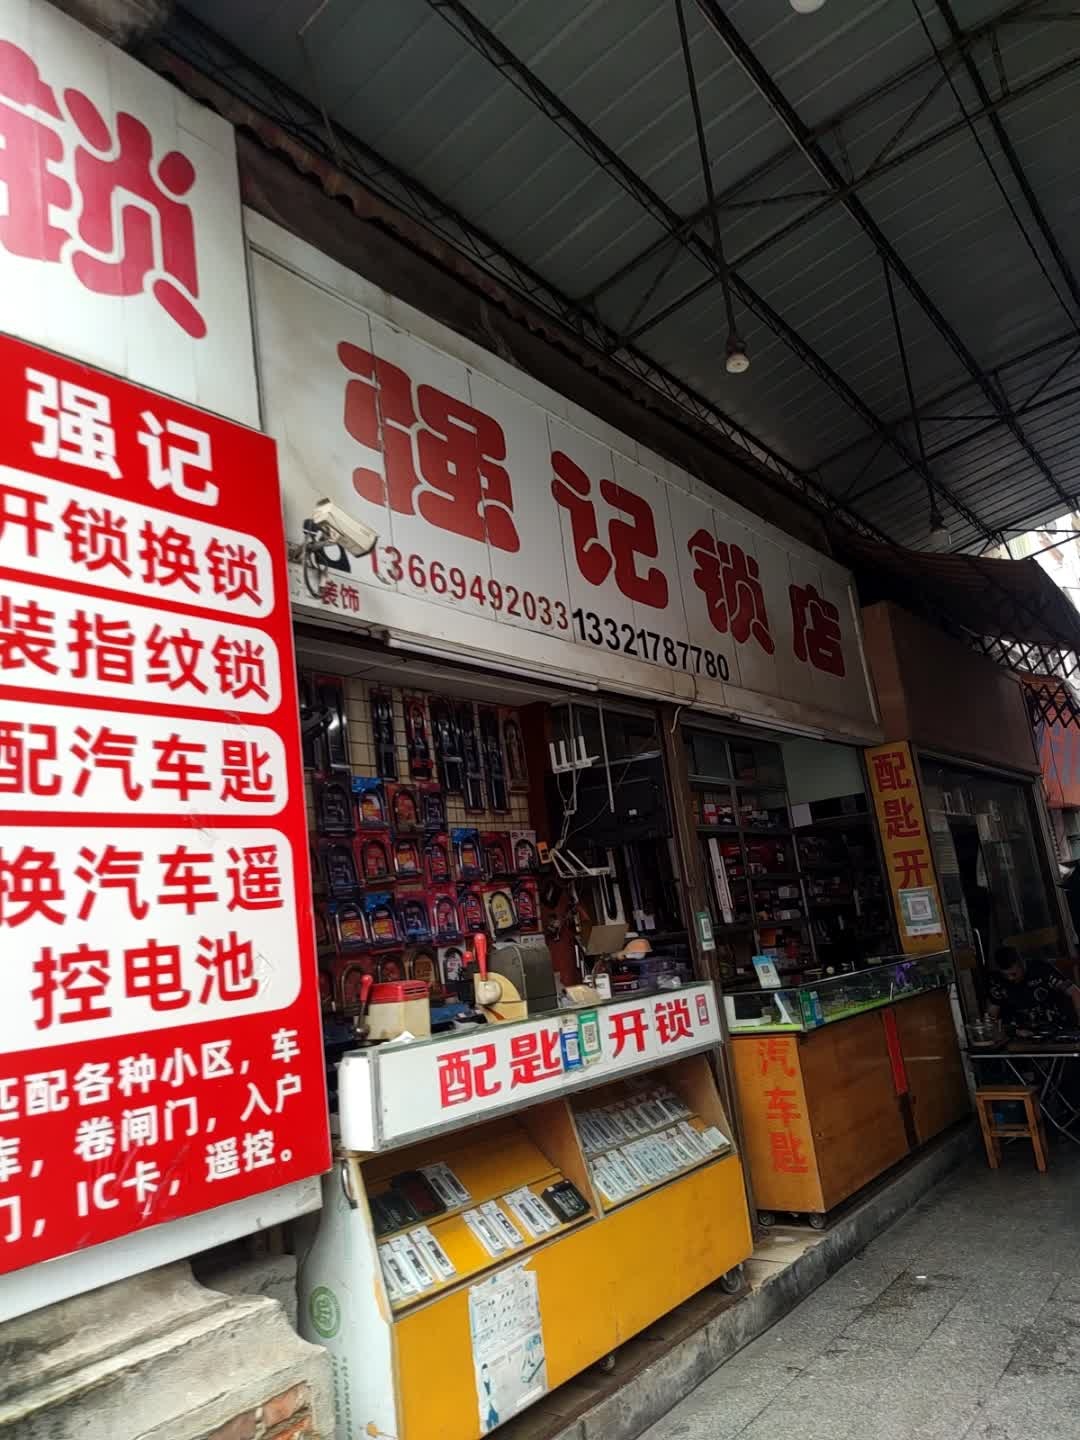 锁
强记
开锁换锁
装指纹锁
配汽车匙
换汽车遥
控电池
匹配各种小区，车
库，卷闸门，入户
门，IC卡，遥控。
强记锁店
13669492033 13321787780
装饰
配匙开
配匙 开锁
汽车匙